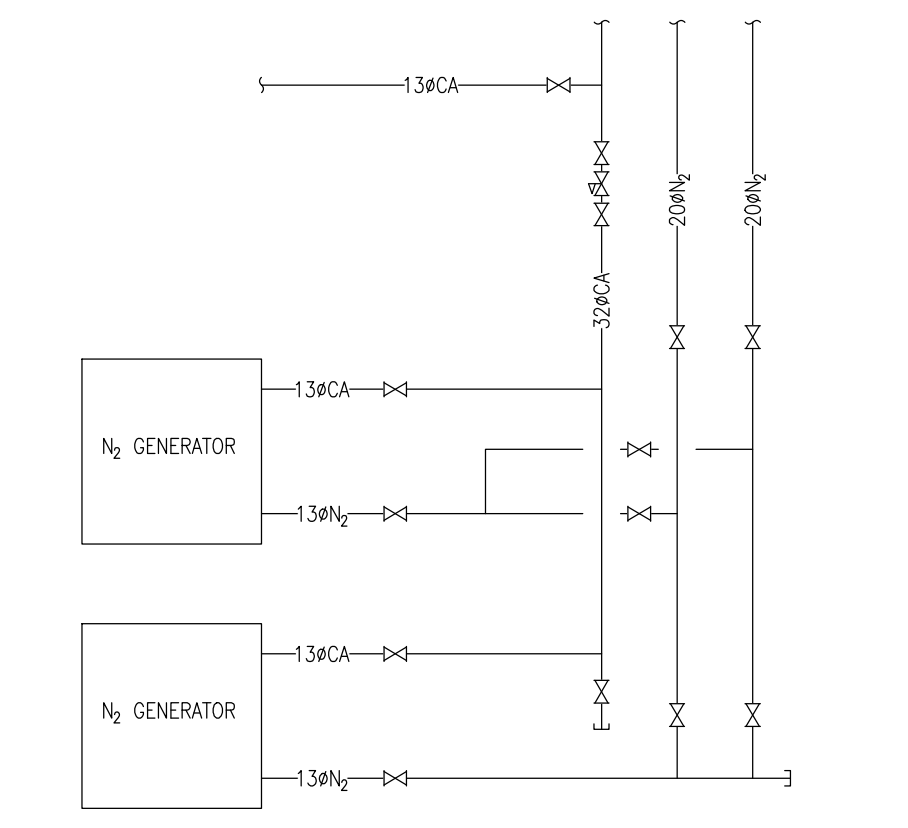 13øCA
20øN₂
20øN₂
32øCA
13øCA
N₂ GENERATOR
13øN₂
13øCA
N₂ GENERATOR
13øN₂